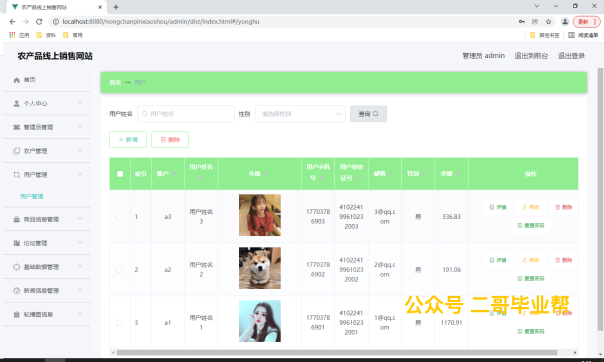 农产品线上销售网站
localhost:8080/nongchanpinxiaoshou/admin/dist/index.html#/yonghu
更新
应用 资料 常用 其他书签 阅读清单
农产品线上销售网站 管理员 admin 退出到前台 退出登录
首页
个人中心
管理员管理
农户管理
用户管理
用户管理
商品信息管理
论坛管理
基础数据管理
新闻信息管理
轮播图信息
首页 用户
用户姓名 用户姓名 性别 请选择性别 查询
+ 新增 删除
索引 账户 用户姓名 头像 用户手机号 用户身份证号 邮箱 性别 余额 操作
1 a3 用户姓名3 17703786903 410224199610232003 3@qq.com 男 336.83 详情 修改 删除 重置密码
2 a2 用户姓名2 17703786902 410224199610232002 2@qq.com 男 191.06 详情 修改 删除 重置密码
3 a1 用户姓名1 17703786901 410224199610232001 1@qq.com 男 1170.91 详情 删除 重置密码
公众号 二哥毕业帮